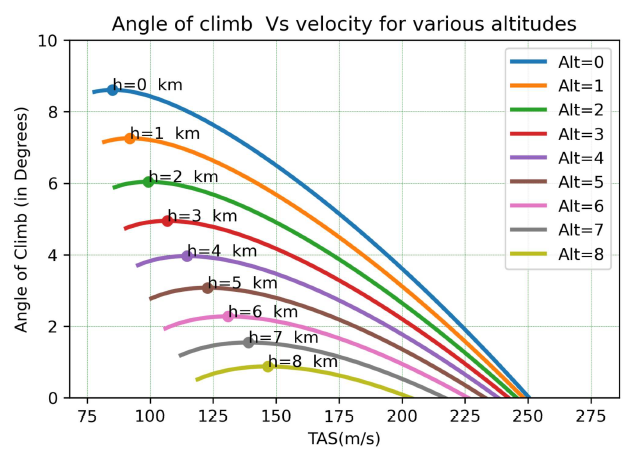 Angle of climb  Vs velocity for various altitudes
Angle of Climb (in Degrees)
10
8
6
4
2
0
h=0  km
h=1  km
h=2  km
h=3  km
h=4  km
h=5  km
h=6  km
h=7  km
h=8  km
Alt=0
Alt=1
Alt=2
Alt=3
Alt=4
Alt=5
Alt=6
Alt=7
Alt=8
75 100 125 150 175 200 225 250 275
TAS(m/s)